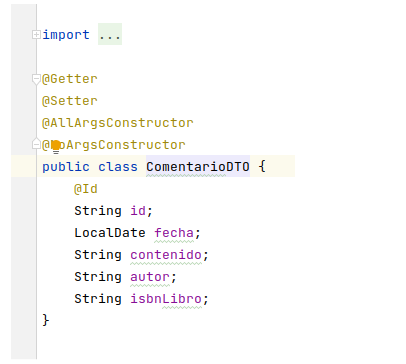 import ...
@Getter
@Setter
@AllArgsConstructor
@NoArgsConstructor
public class ComentarioDTO {
@Id
String id;
LocalDate fecha;
String contenido;
String autor;
String isbnLibro;
}